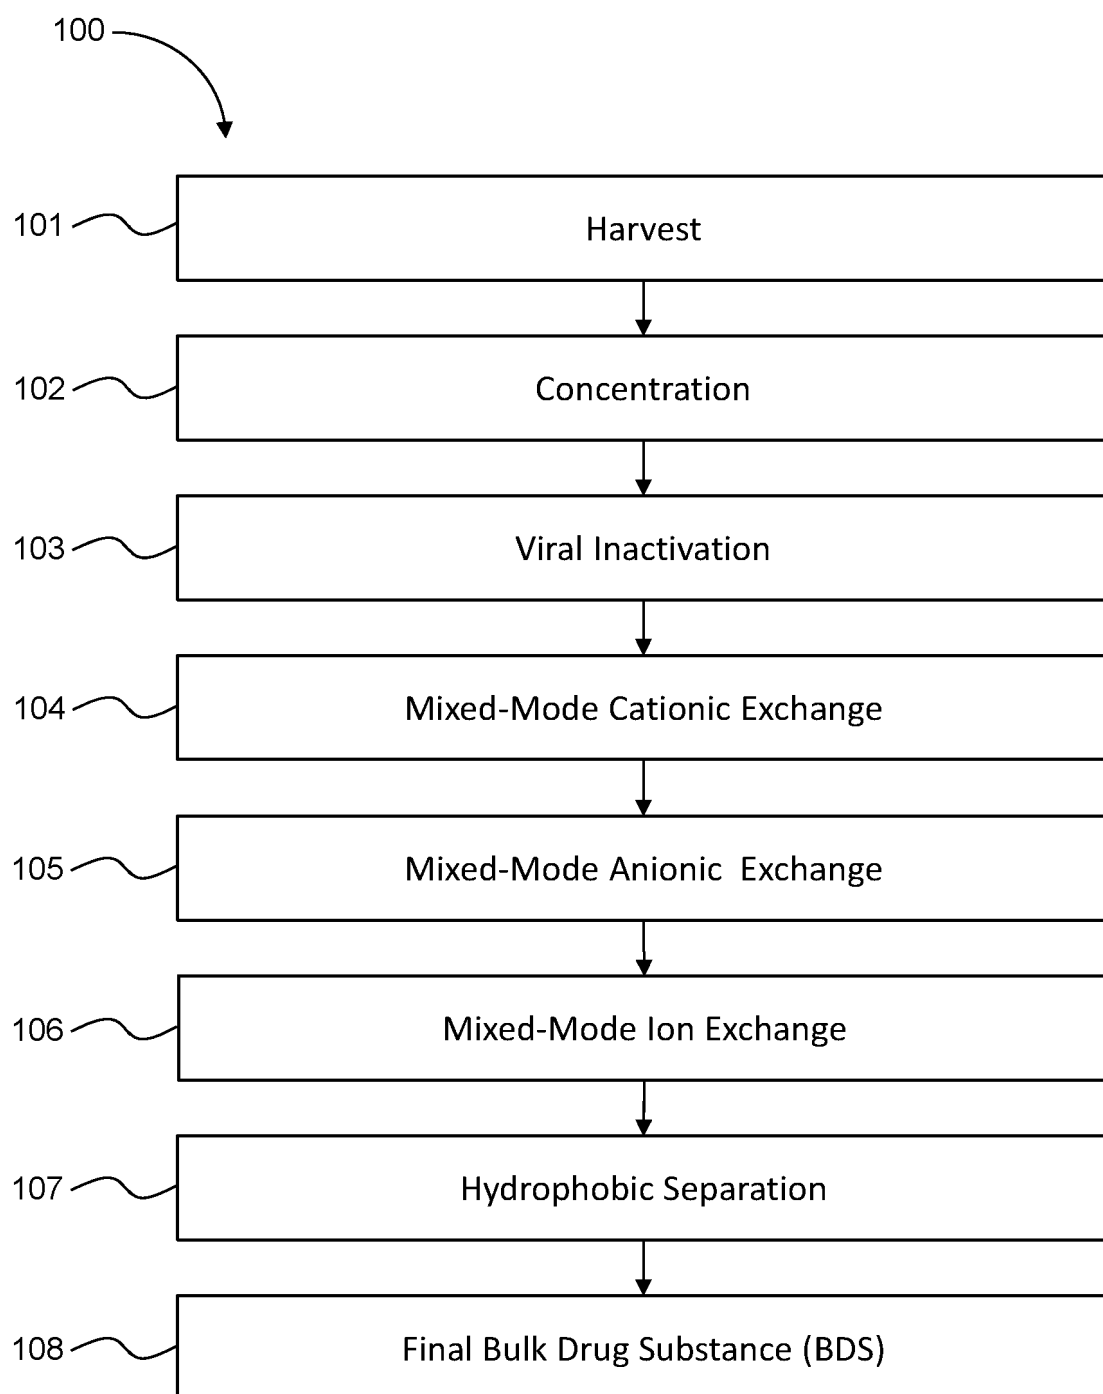 100
101 Harvest
102 Concentration
103 Viral Inactivation
104 Mixed-Mode Cationic Exchange
105 Mixed-Mode Anionic  Exchange
106 Mixed-Mode Ion Exchange
107 Hydrophobic Separation
108 Final Bulk Drug Substance (BDS)